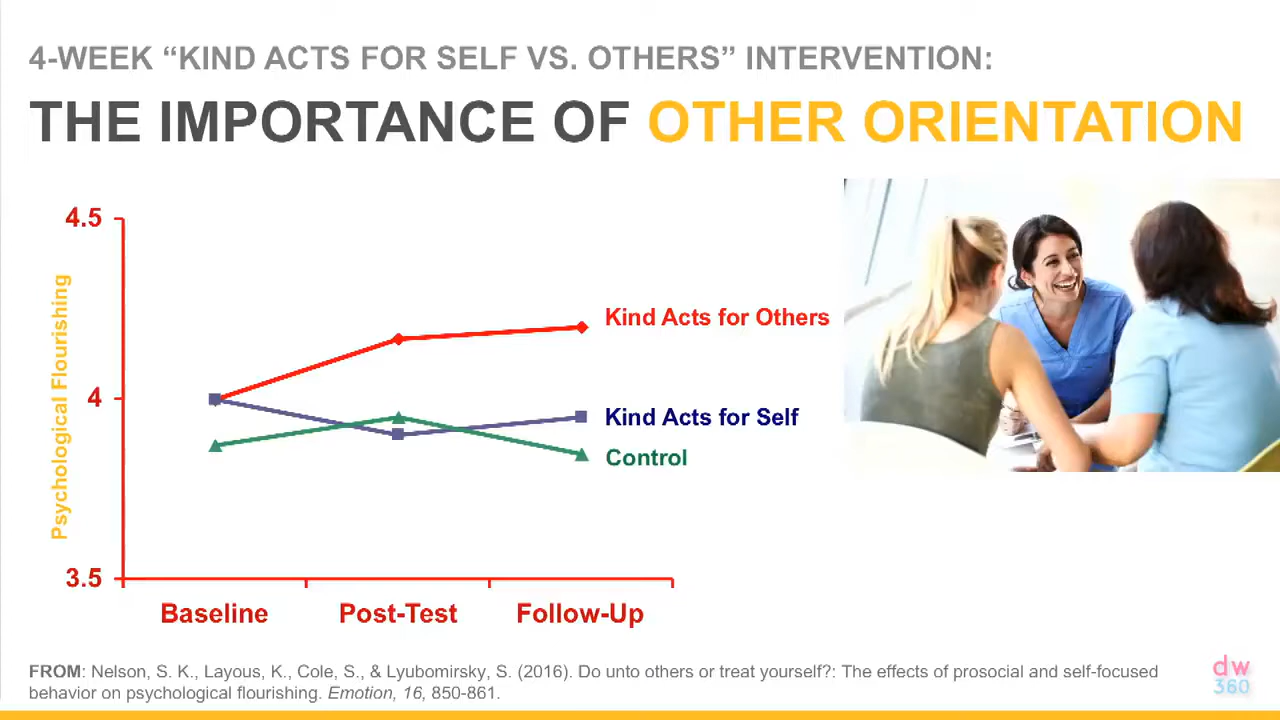 4-WEEK “KIND ACTS FOR SELF VS. OTHERS” INTERVENTION:
THE IMPORTANCE OF OTHER ORIENTATION
4.5
4
3.5
Psychological Flourishing
Kind Acts for Others
Kind Acts for Self
Control
Baseline Post-Test Follow-Up
FROM: Nelson, S. K., Layous, K., Cole, S., & Lyubomirsky, S. (2016). Do unto others or treat yourself?: The effects of prosocial and self-focused
behavior on psychological flourishing. Emotion, 16, 850-861.
dw
360